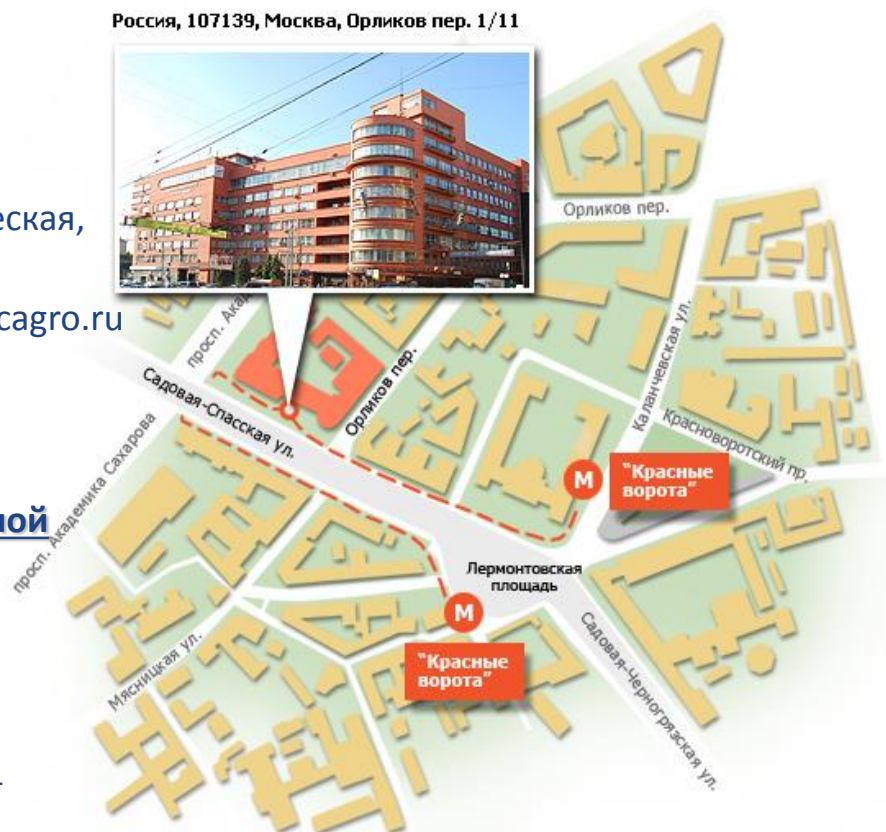 Россия, 107139, Москва, Орликов пер. 1/11
еская,
cagro.ru
ной
Орликов пер.
просп. Акад
Садовая-Спасская ул.
Орликов пер.
Каланчевская ул.
Красноворотский пр.
просп. Академика Сахарова
М
"Красные
ворота"
Лермонтовская
площадь
М
"Красные
ворота"
Мясницкая ул.
Садовая-Черногрязская ул.